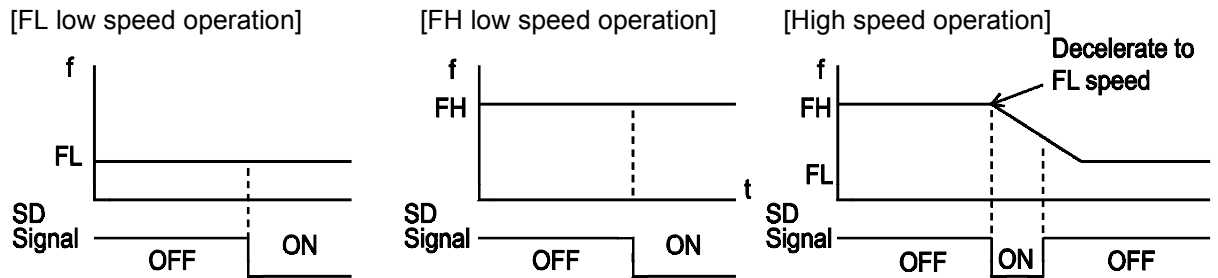 [FL low speed operation]
f
FL
SD
Signal
OFF
ON
[FH low speed operation]
f
FH
t
SD
Signal
OFF
ON
[High speed operation]
Decelerate to
FL speed
f
FH
FL
SD
Signal
OFF
ON
OFF